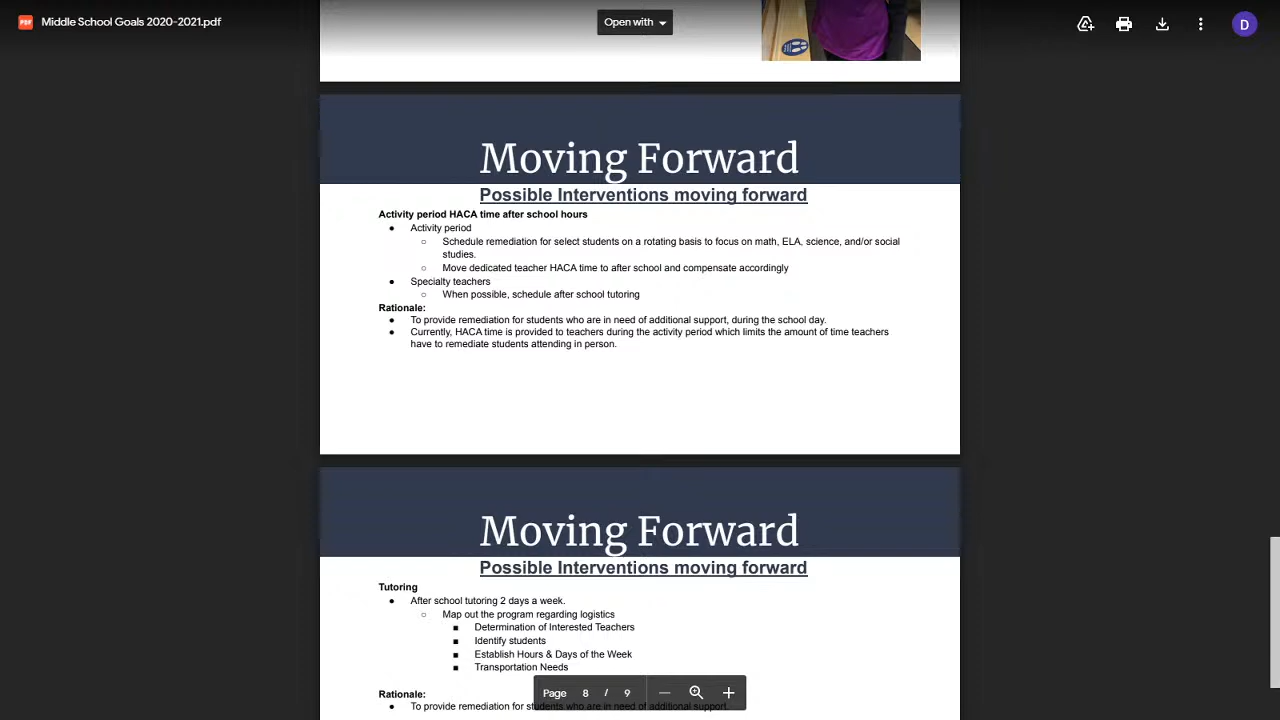 PDF Middle School Goals 2020-2021.pdf
Open with
D
Moving Forward
Possible Interventions moving forward
Activity period HACA time after school hours
● Activity period
○ Schedule remediation for select students on a rotating basis to focus on math, ELA, science, and/or social
studies.
○ Move dedicated teacher HACA time to after school and compensate accordingly
● Specialty teachers
○ When possible, schedule after school tutoring
Rationale:
● To provide remediation for students who are in need of additional support, during the school day.
● Currently, HACA time is provided to teachers during the activity period which limits the amount of time teachers
have to remediate students attending in person.
Moving Forward
Possible Interventions moving forward
Tutoring
● After school tutoring 2 days a week.
○ Map out the program regarding logistics
■ Determination of Interested Teachers
■ Identify students
■ Establish Hours & Days of the Week
■ Transportation Needs
Rationale:
● To provide remediation for students who are in need of additional support.
Page 8 / 9